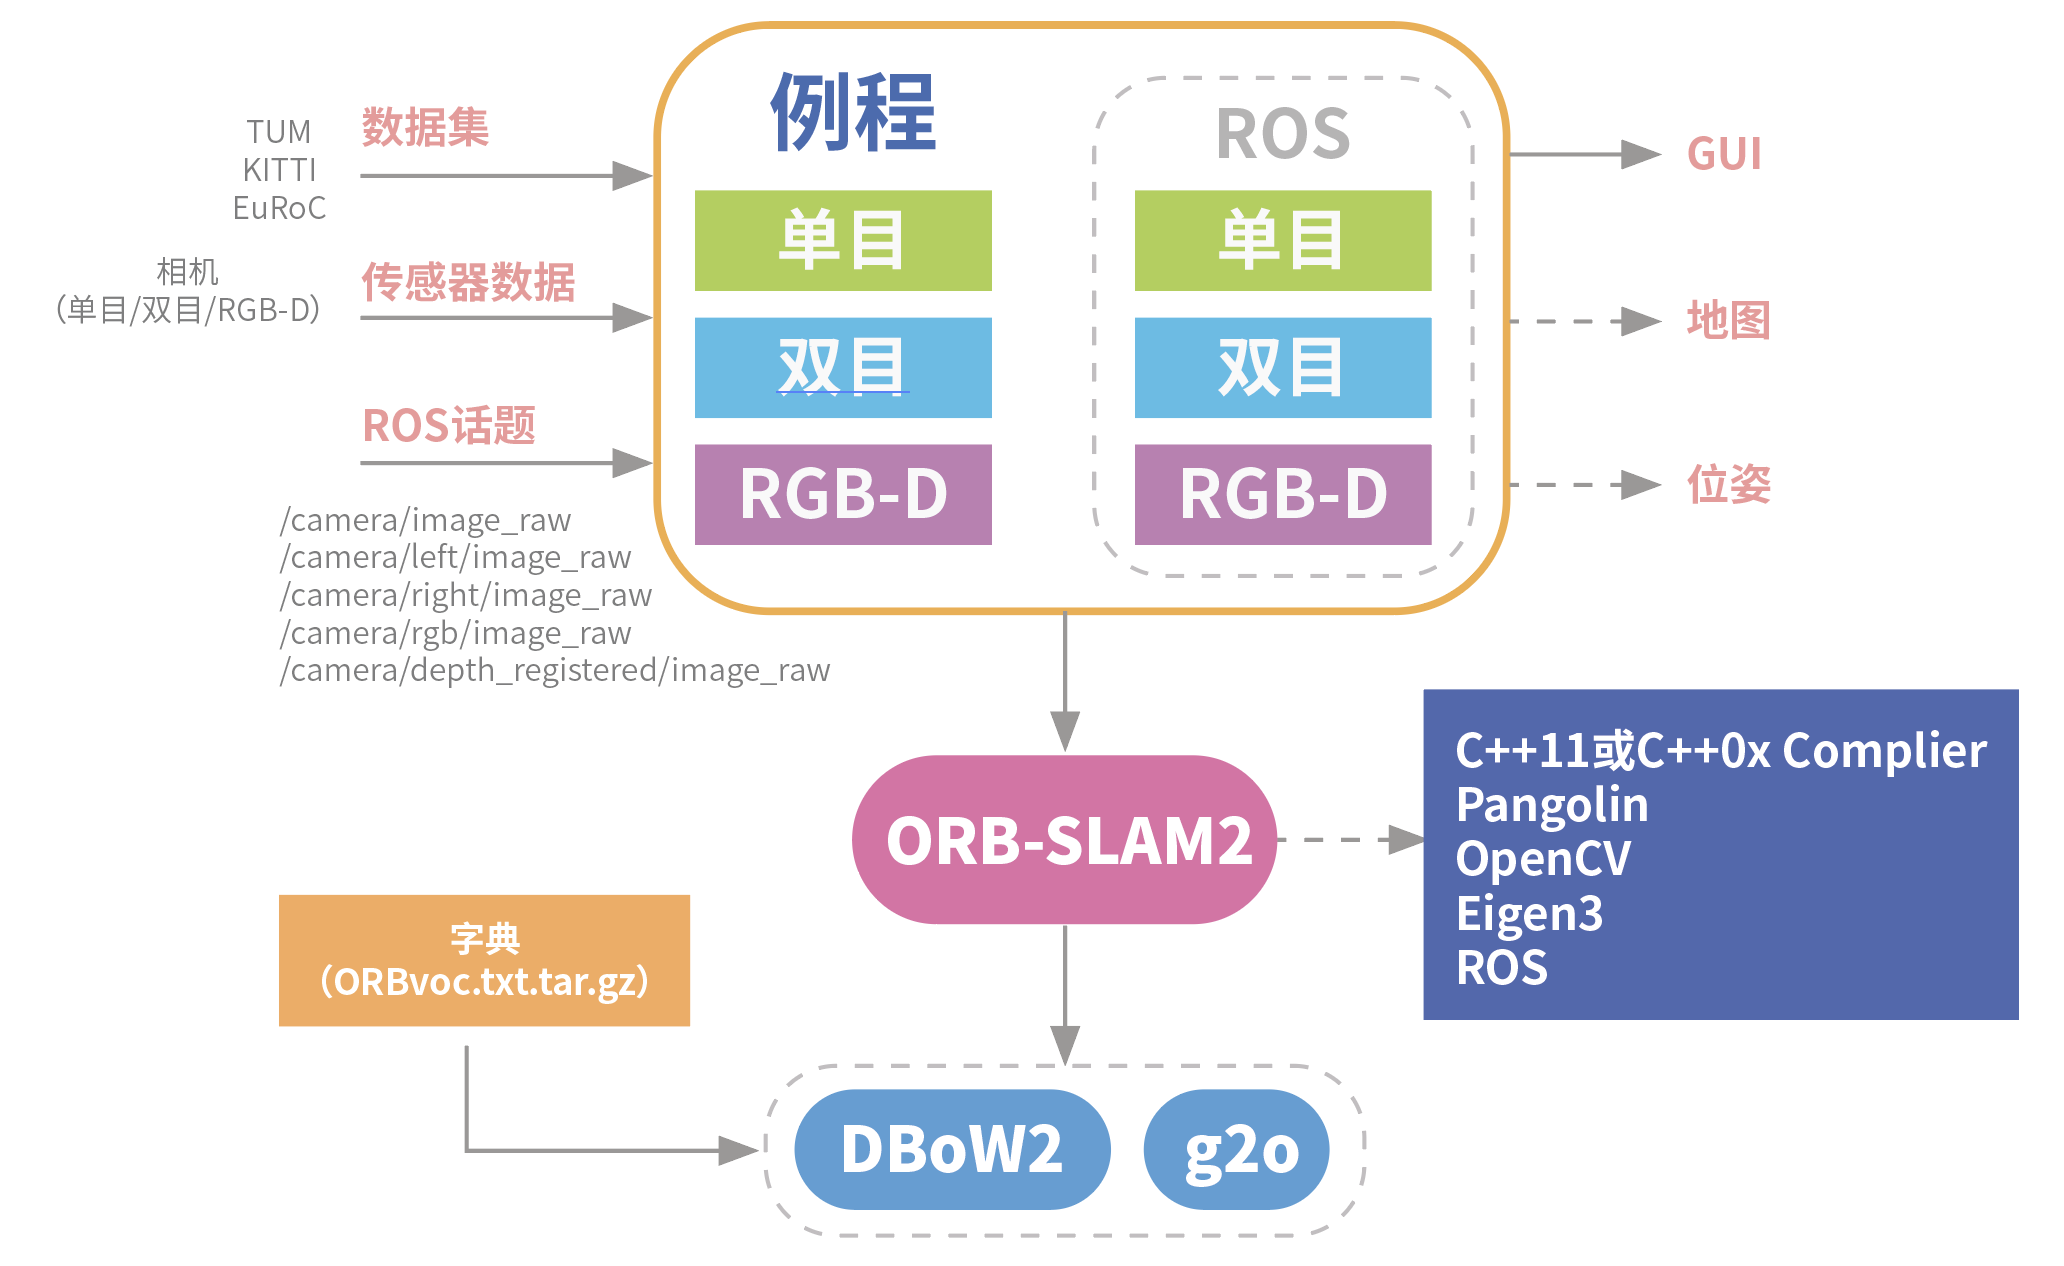 数据集
TUM
KITTI
EuRoC
传感器数据
相机
（单目/双目/RGB-D）
ROS话题
/camera/image_raw
/camera/left/image_raw
/camera/right/image_raw
/camera/rgb/image_raw
/camera/depth_registered/image_raw
例程
单目
双目
RGB-D
ROS
单目
双目
RGB-D
GUI
地图
位姿
ORB-SLAM2
C++11或C++0x Complier
Pangolin
OpenCV
Eigen3
ROS
字典
（ORBvoc.txt.tar.gz）
DBoW2
g2o